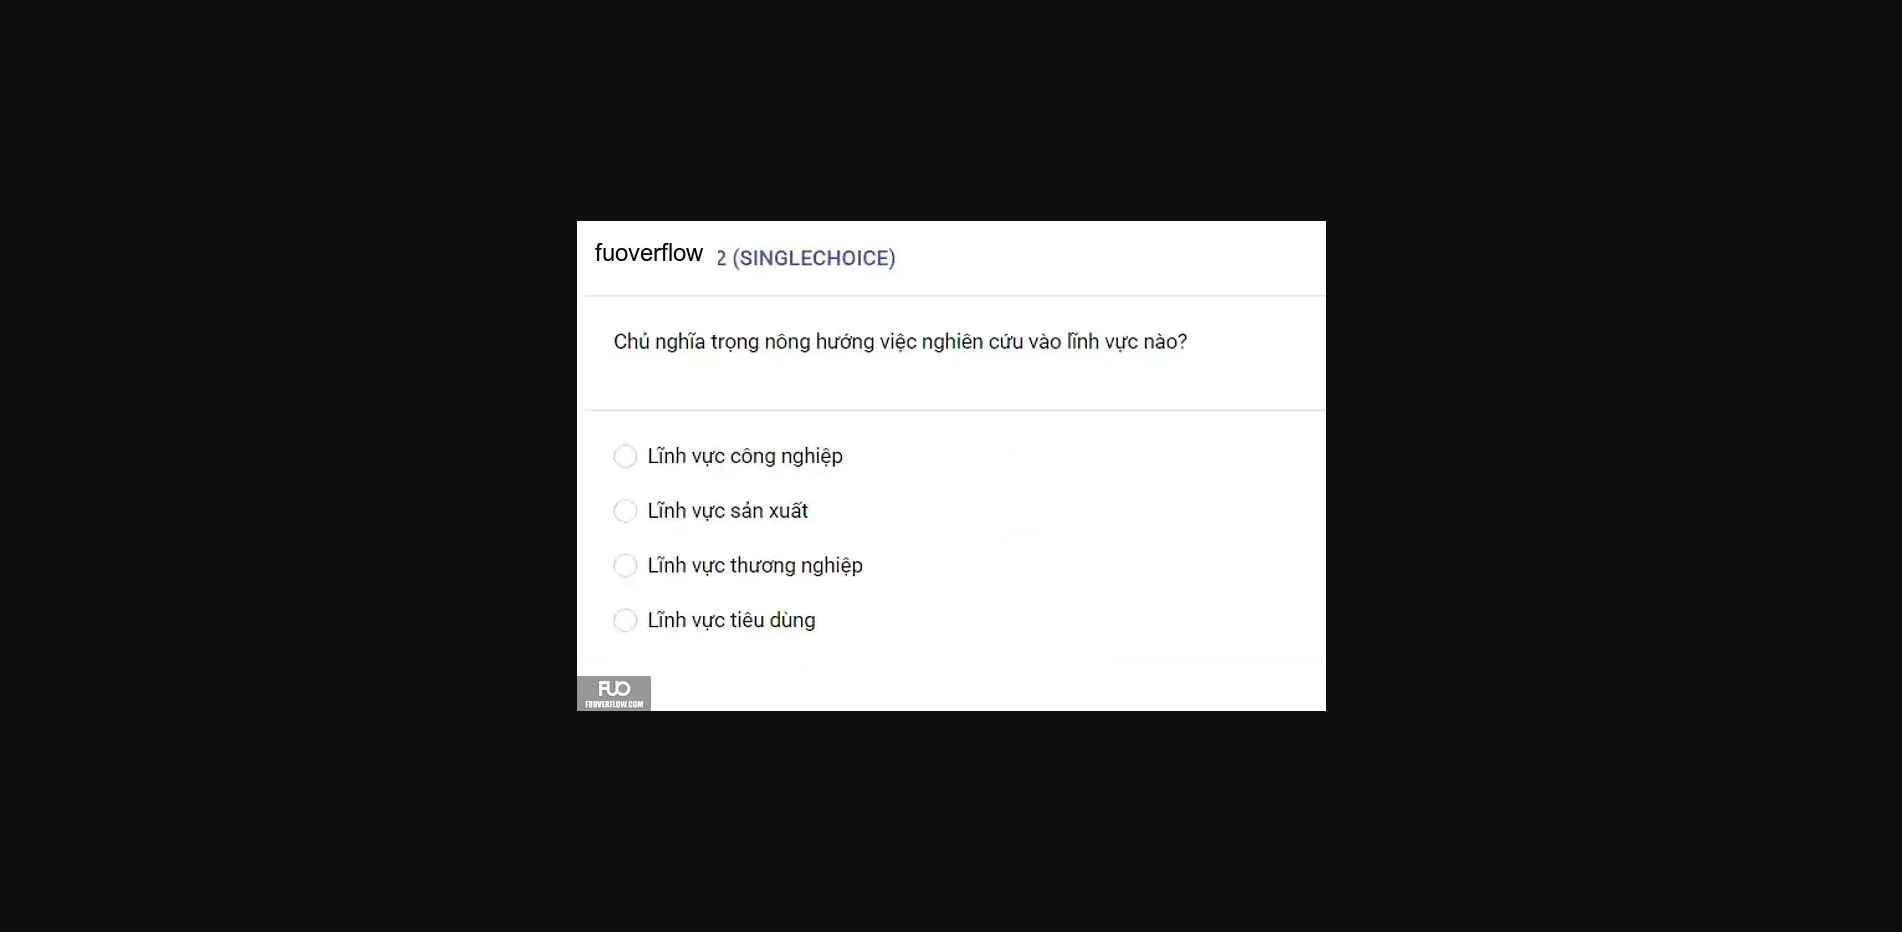 fuoverflow 2 (SINGLECHOICE)
Chủ nghĩa trọng nông hướng việc nghiên cứu vào lĩnh vực nào?
Lĩnh vực công nghiệp
Lĩnh vực sản xuất
Lĩnh vực thương nghiệp
Lĩnh vực tiêu dùng
FUO
FUOVERFLOW.COM